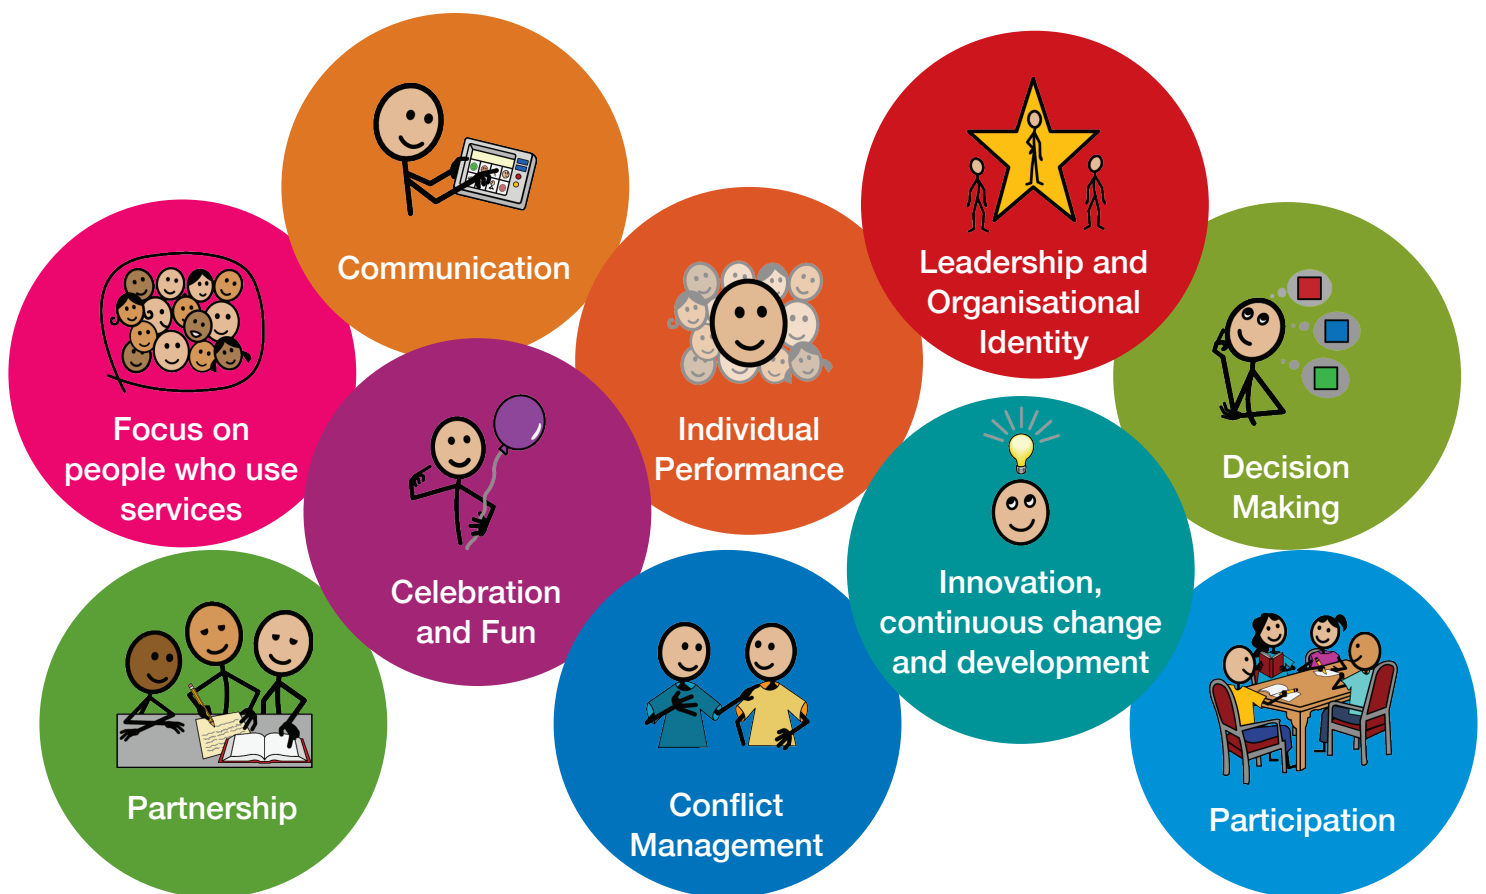 Communication
Leadership and
Organisational
Identity
Focus on
people who use
services
Individual
Performance
Decision
Making
Celebration
and Fun
Innovation,
continuous change
and development
Partnership
Conflict
Management
Participation